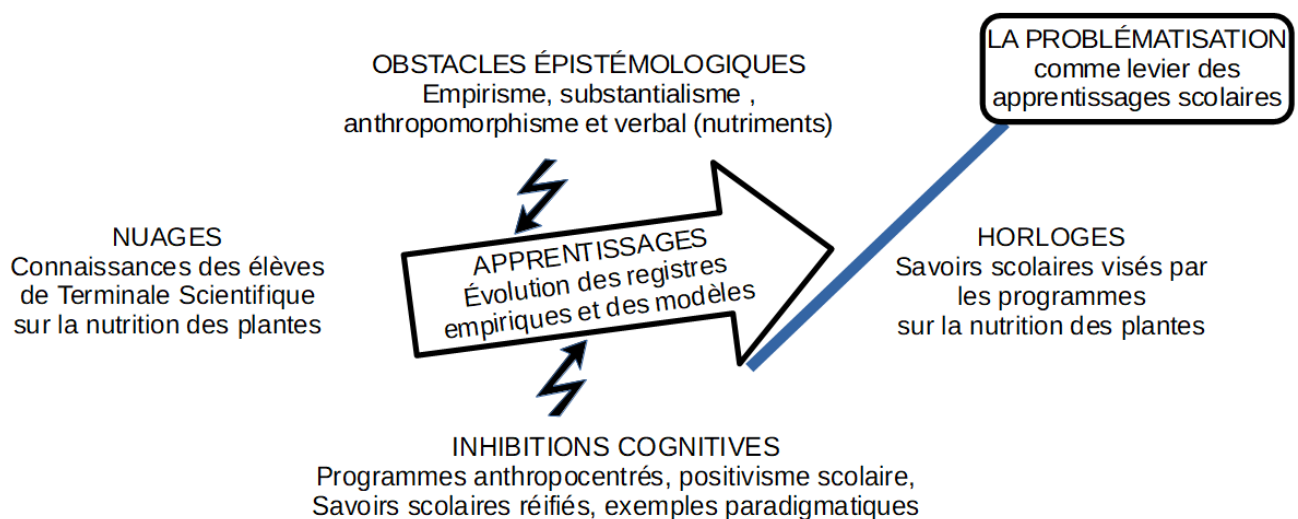 LA PROBLÉMATISATION
comme levier des
apprentissages scolaires
OBSTACLES ÉPISTÉMOLOGIQUES
Empirisme, substantialisme ,
anthropomorphisme et verbal (nutriments)
NUAGES
Connaissances des élèves
de Terminale Scientifique
sur la nutrition des plantes
APPRENTISSAGES
Évolution des registres
empiriques et des modèles
HORLOGES
Savoirs scolaires visés par
les programmes
sur la nutrition des plantes
INHIBITIONS COGNITIVES
Programmes anthropocentrés, positivisme scolaire,
Savoirs scolaires réifiés, exemples paradigmatiques